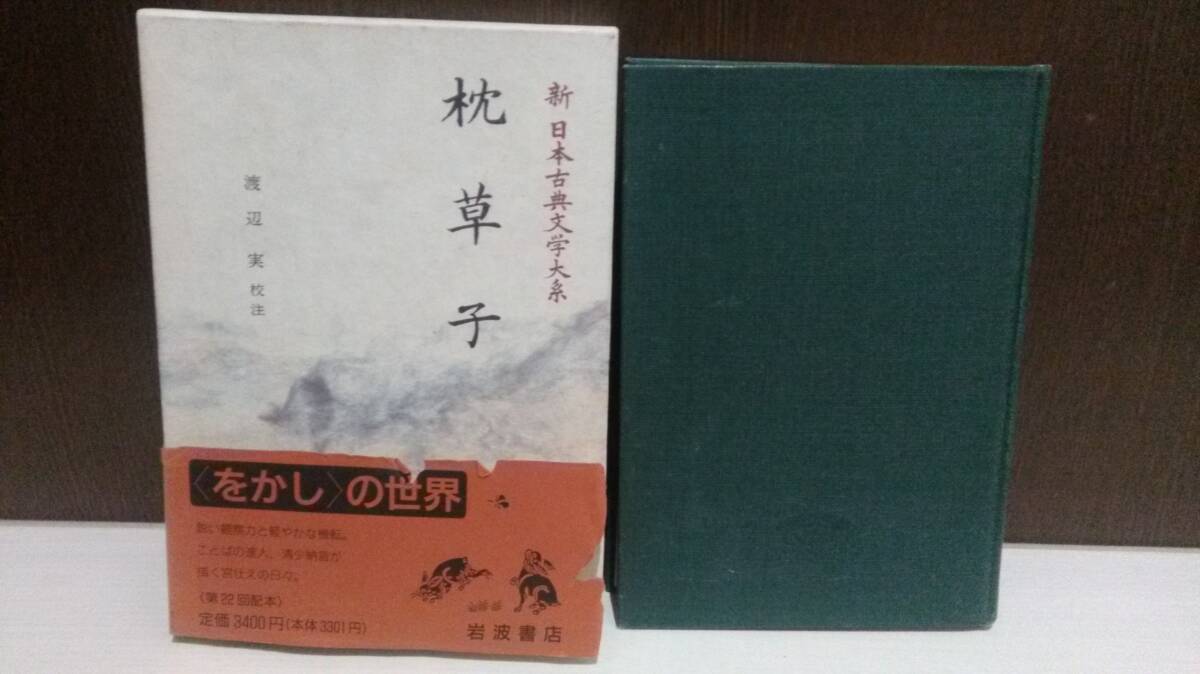 新 日本古典文学大系
枕草子
渡辺実 校注
〈をかし〉の世界
鋭い観察力と軽やかな機転。
ことばの達人、清少納言が
描く宮仕えの日々。
〈第22回配本〉
定価3400円(本体3301円)
岩波書店